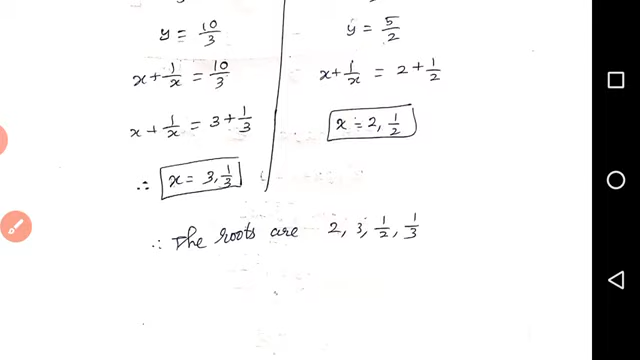 y = 10/3
x + 1/x = 10/3
x + 1/x = 3 + 1/3
∴ x = 3, 1/3
y = 5/2
x + 1/x = 2 + 1/2
x = 2, 1/2
∴ The roots are 2, 3, 1/2, 1/3